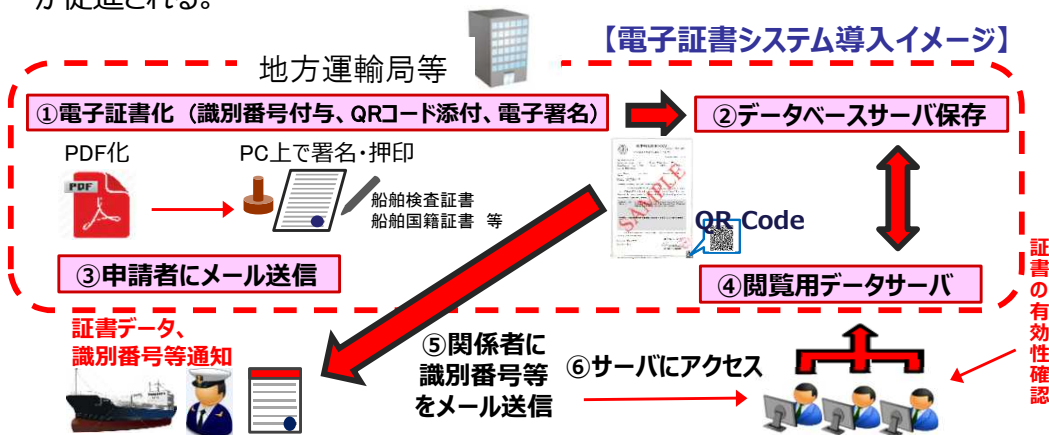 が促進される。
【電子証書システム導入イメージ】
地方運輸局等
①電子証書化（識別番号付与、QRコード添付、電子署名）
②データベースサーバ保存
PDF化
PC上で署名・押印
PDF
船舶検査証書
船舶国籍証書 等
SAMPLE
QR Code
③申請者にメール送信
④閲覧用データサーバ
証書の有効性確認
証書データ、
識別番号等通知
⑤関係者に
識別番号等
をメール送信
⑥サーバにアクセス